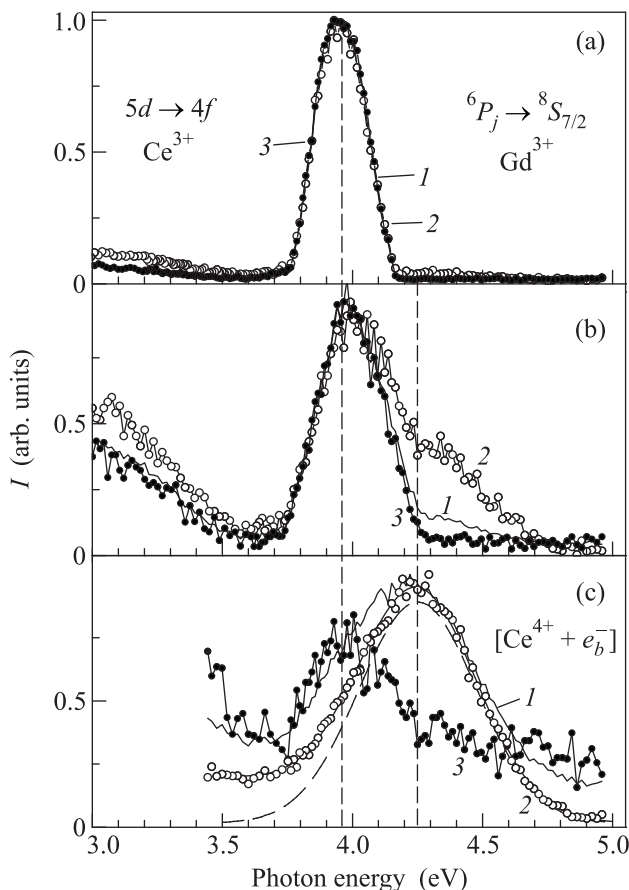 1.0
(a)
5d → 4f
Ce³⁺
⁶Pⱼ → ⁸S₇/₂
Gd³⁺
3
1
2
0.5
0
(b)
0.5
2
1
3
0
I (arb. units)
(c)
[Ce⁴⁺ + e⁻_b]
0.5
1
3
2
0
3.0
3.5
4.0
4.5
5.0
Photon energy (eV)